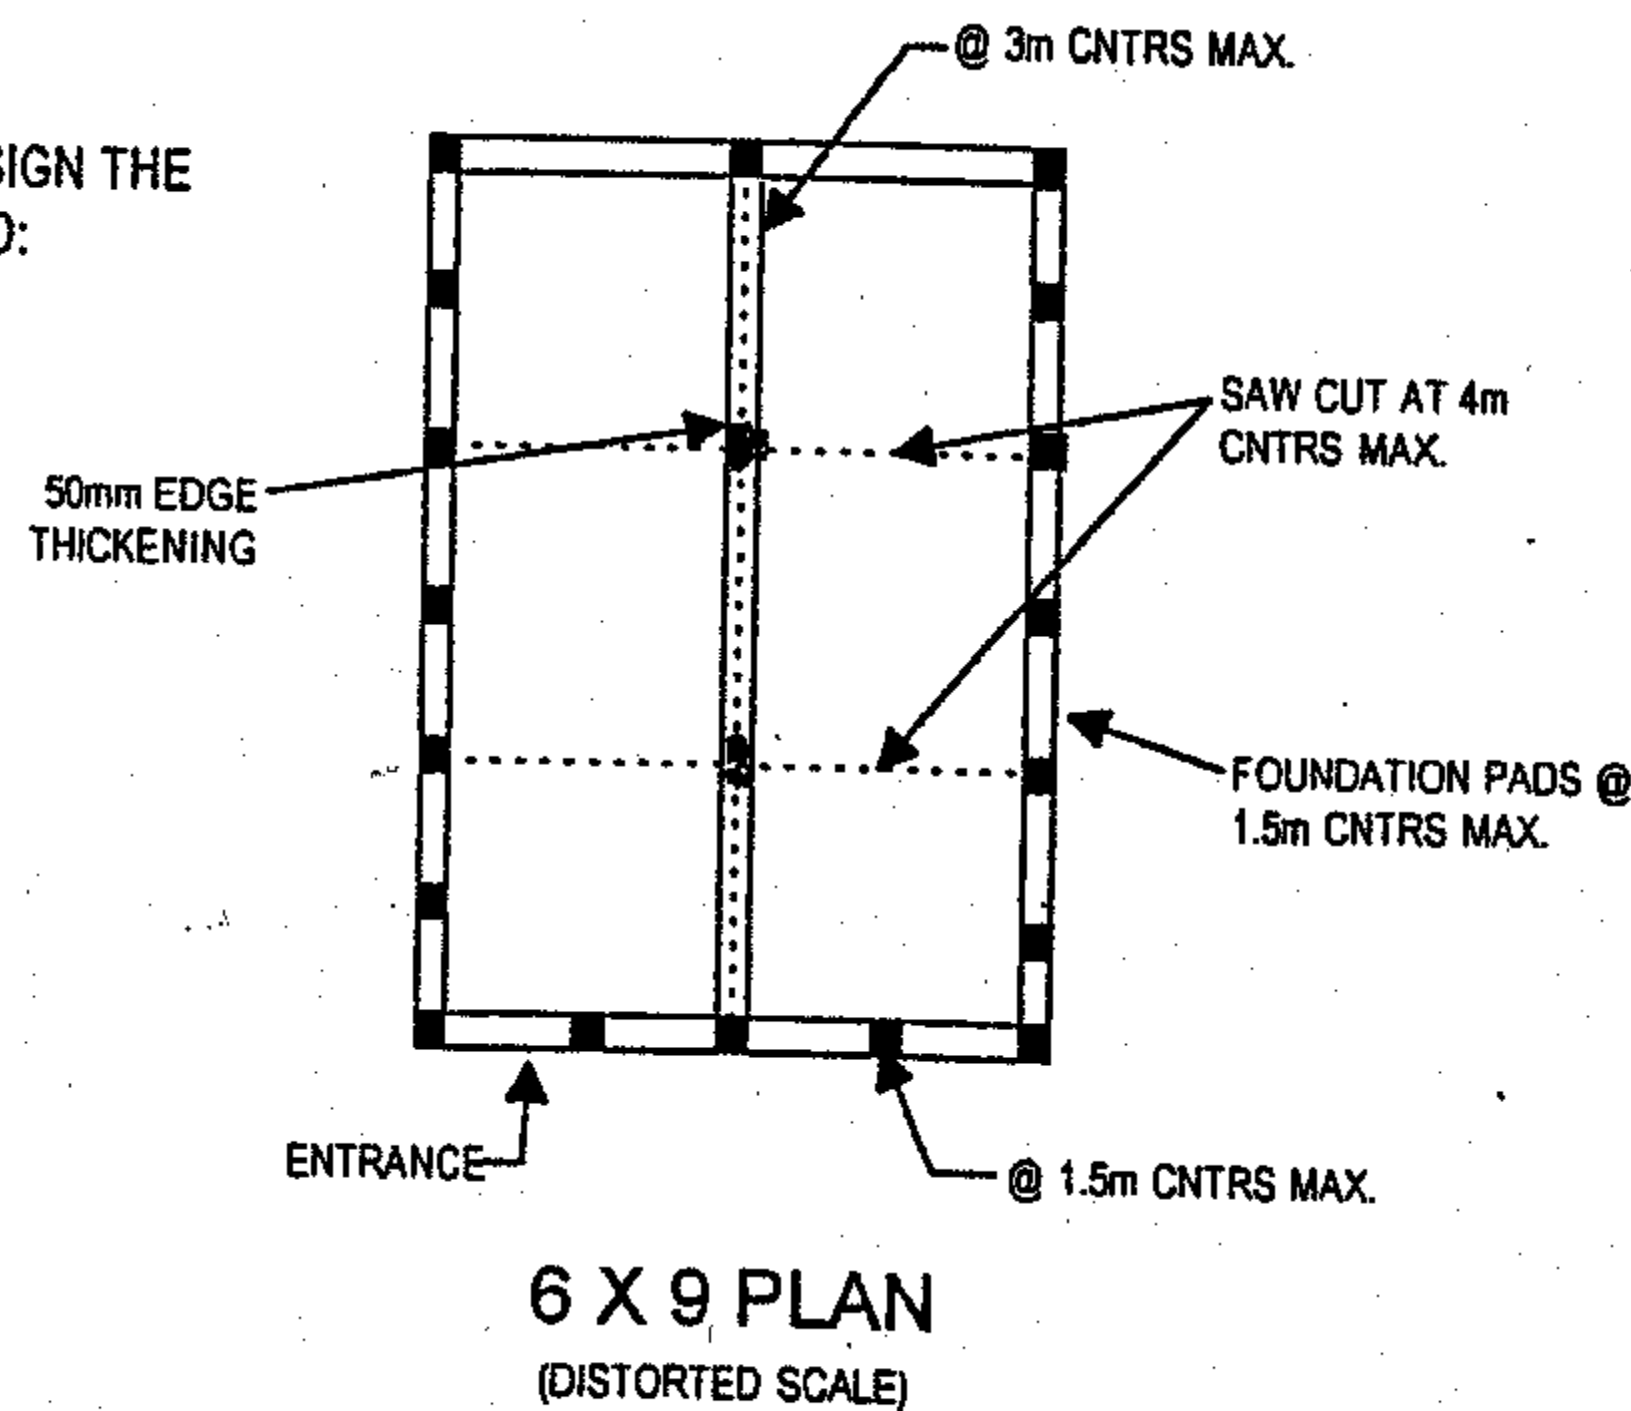 @ 3m CNTRS MAX.
SIGN THE
D:
SAW CUT AT 4m
CNTRS MAX.
50mm EDGE
THICKENING
FOUNDATION PADS @
1.5m CNTRS MAX.
ENTRANCE
@ 1.5m CNTRS MAX.
6 X 9 PLAN
(DISTORTED SCALE)